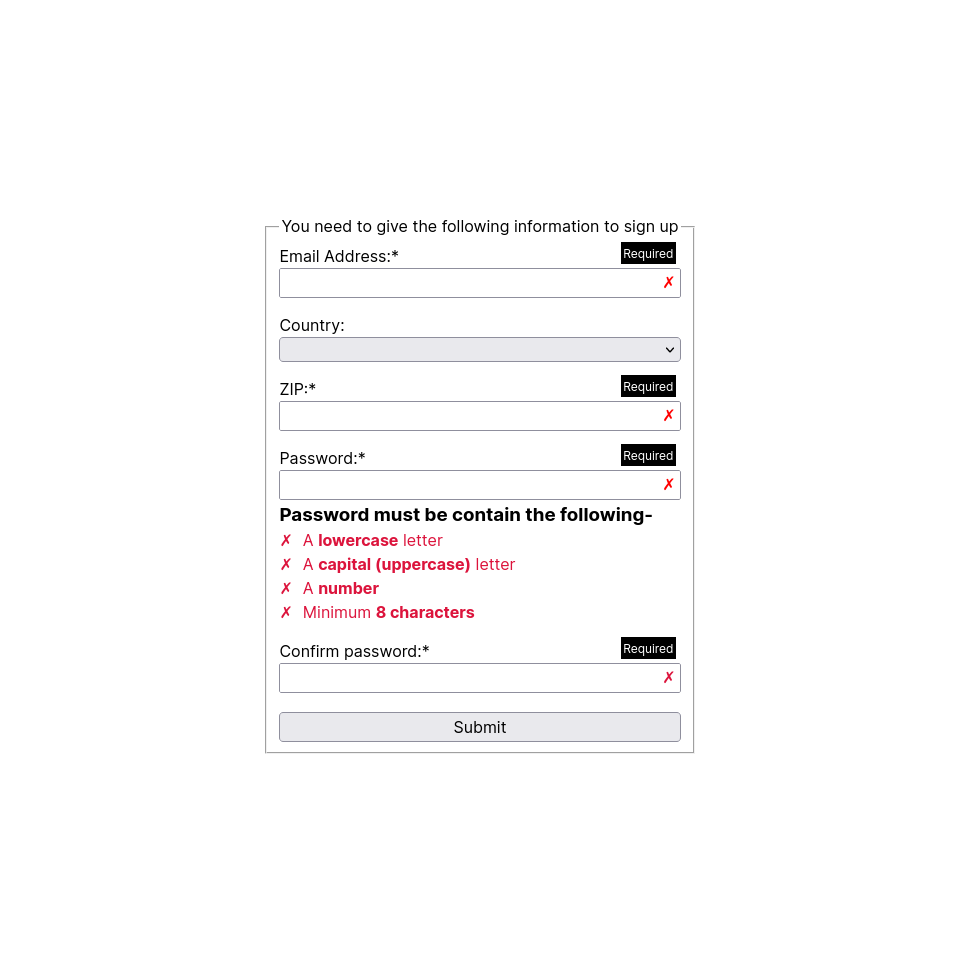 You need to give the following information to sign up
Email Address:* Required
✗
Country:
ZIP:* Required
✗
Password:* Required
✗
Password must be contain the following-
✗ A lowercase letter
✗ A capital (uppercase) letter
✗ A number
✗ Minimum 8 characters
Confirm password:* Required
✗
Submit